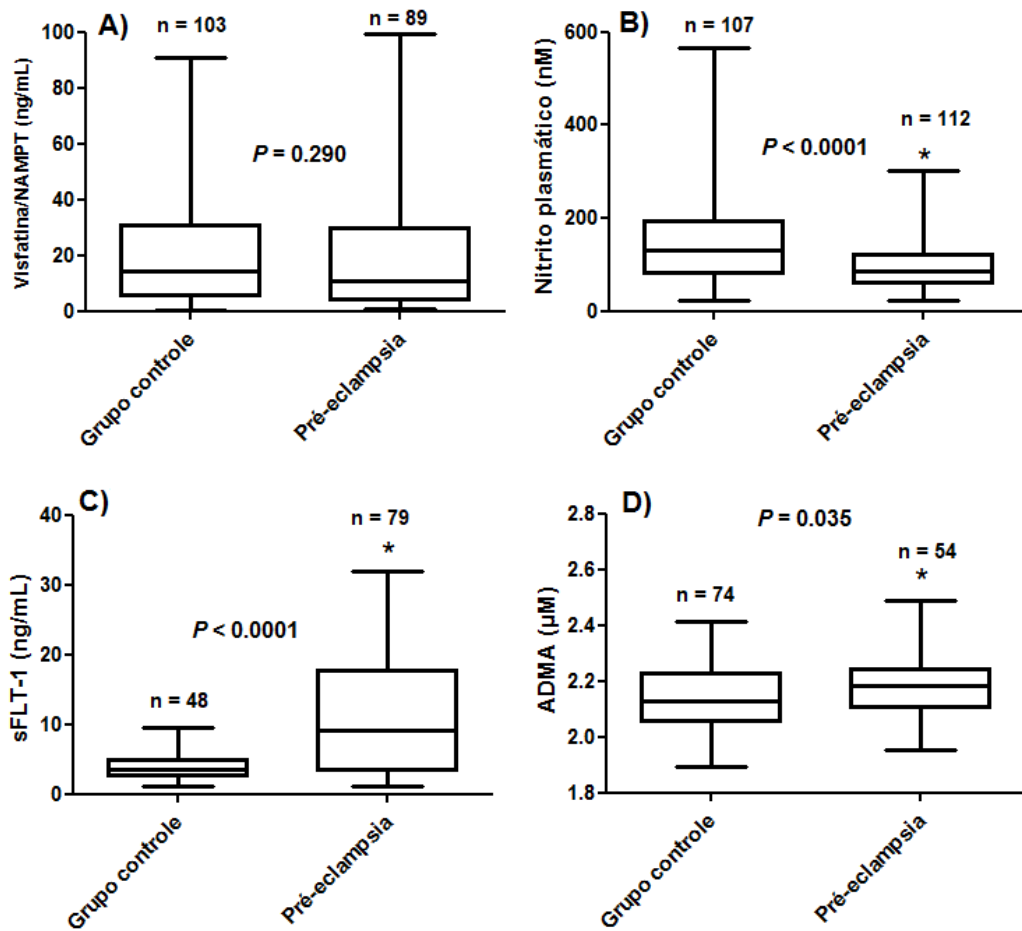 A)
n = 103
n = 89
P = 0.290
Visfatina/NAMPT (ng/mL)
100
80
60
40
20
0
Grupo controle
Pré-eclampsia
B)
n = 107
n = 112
*
P < 0.0001
Nitrito plasmático (nM)
600
400
200
0
Grupo controle
Pré-eclampsia
C)
n = 79
*
P < 0.0001
n = 48
sFLT-1 (ng/mL)
40
30
20
10
0
Grupo controle
Pré-eclampsia
D)
P = 0.035
n = 54
*
n = 74
ADMA (µM)
2.8
2.6
2.4
2.2
2.0
1.8
Grupo controle
Pré-eclampsia